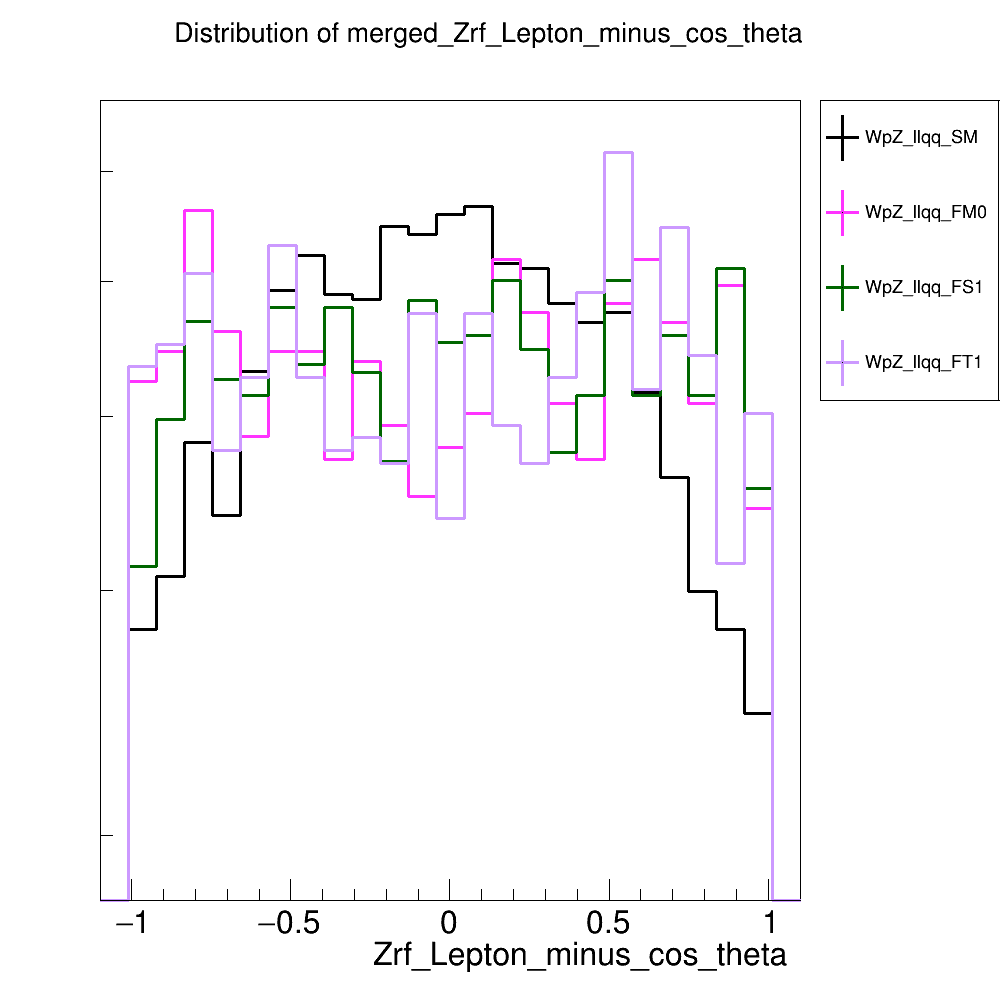 Distribution of merged_Zrf_Lepton_minus_cos_theta
WpZ_llqq_SM
WpZ_llqq_FM0
WpZ_llqq_FS1
WpZ_llqq_FT1
−1 −0.5 0 0.5 1
Zrf_Lepton_minus_cos_theta